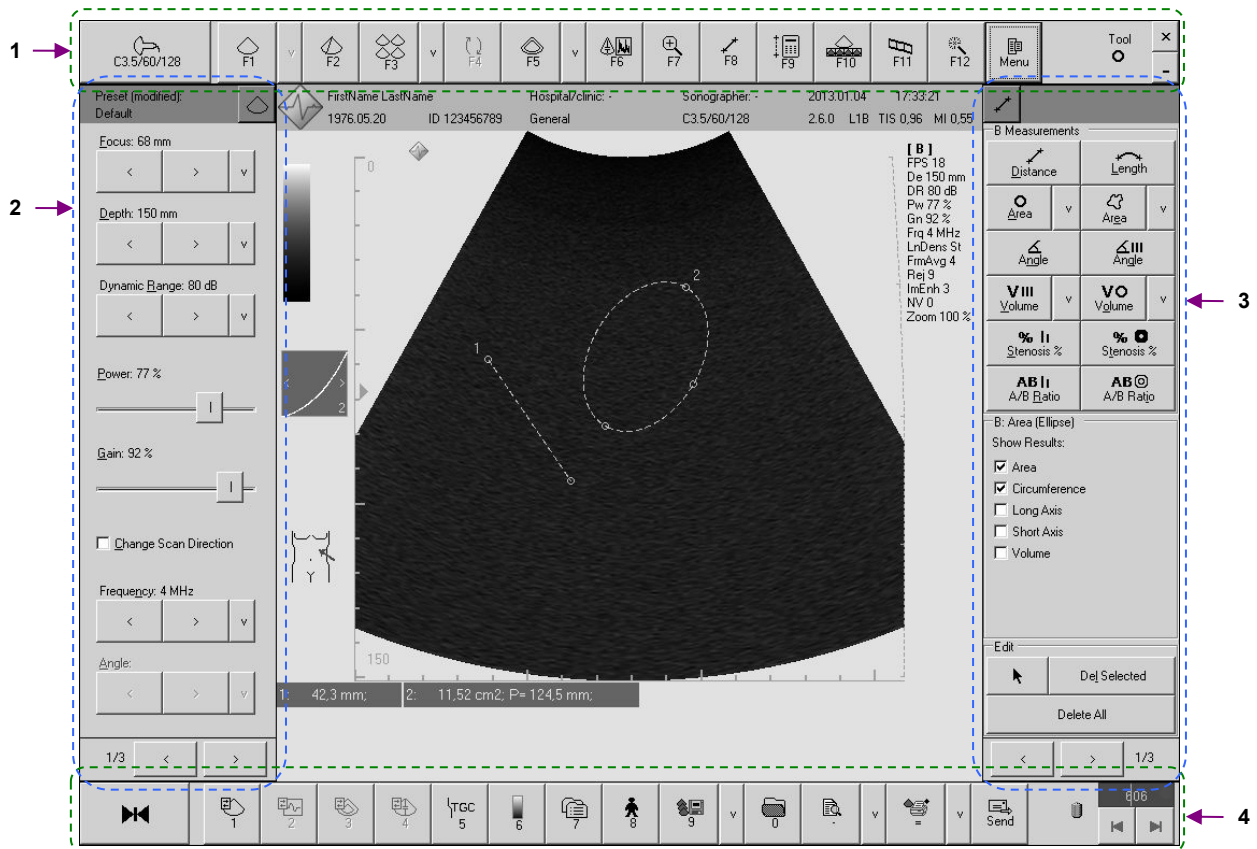 1
C3.5/60/128
F1
v
F2
F3
v
F4
F5
v
F6
F7
F8
F9
F10
F11
F12
Menu
Tool
×
-
2
Preset (modified):
Default
Focus: 68 mm
< > v
Depth: 150 mm
< > v
Dynamic Range: 80 dB
< > v
Power: 77 %
Gain: 92 %
Change Scan Direction
Frequency: 4 MHz
< > v
Angle:
< > v
1/3 < >
FirstName LastName Hospital/clinic: - Sonographer: - 2013.01.04 17:33:21
1976.05.20 ID 123456789 General C3.5/60/128 2.6.0 L1B TIS 0,96 MI 0,55
0
[ B ]
FPS 18
De 150 mm
DR 80 dB
Pw 77 %
Gn 92 %
Frq 4 MHz
LnDens St
FrmAvg 4
Rej 9
ImEnh 3
NV 0
Zoom 100 %
2
1
< >
2
150
1: 42,3 mm; 2: 11,52 cm2; P= 124,5 mm;
3
B Measurements
Distance Length
Area v Area v
Angle Angle
Volume v Volume v
% Stenosis % % Stenosis %
AB A/B Ratio AB A/B Ratio
B: Area (Ellipse)
Show Results:
Area
Circumference
Long Axis
Short Axis
Volume
Edit
Del Selected
Delete All
< > 1/3
4
1
2
3
4
TGC
5
6
7
8
9
v
0
.
v
=
v
Send
606